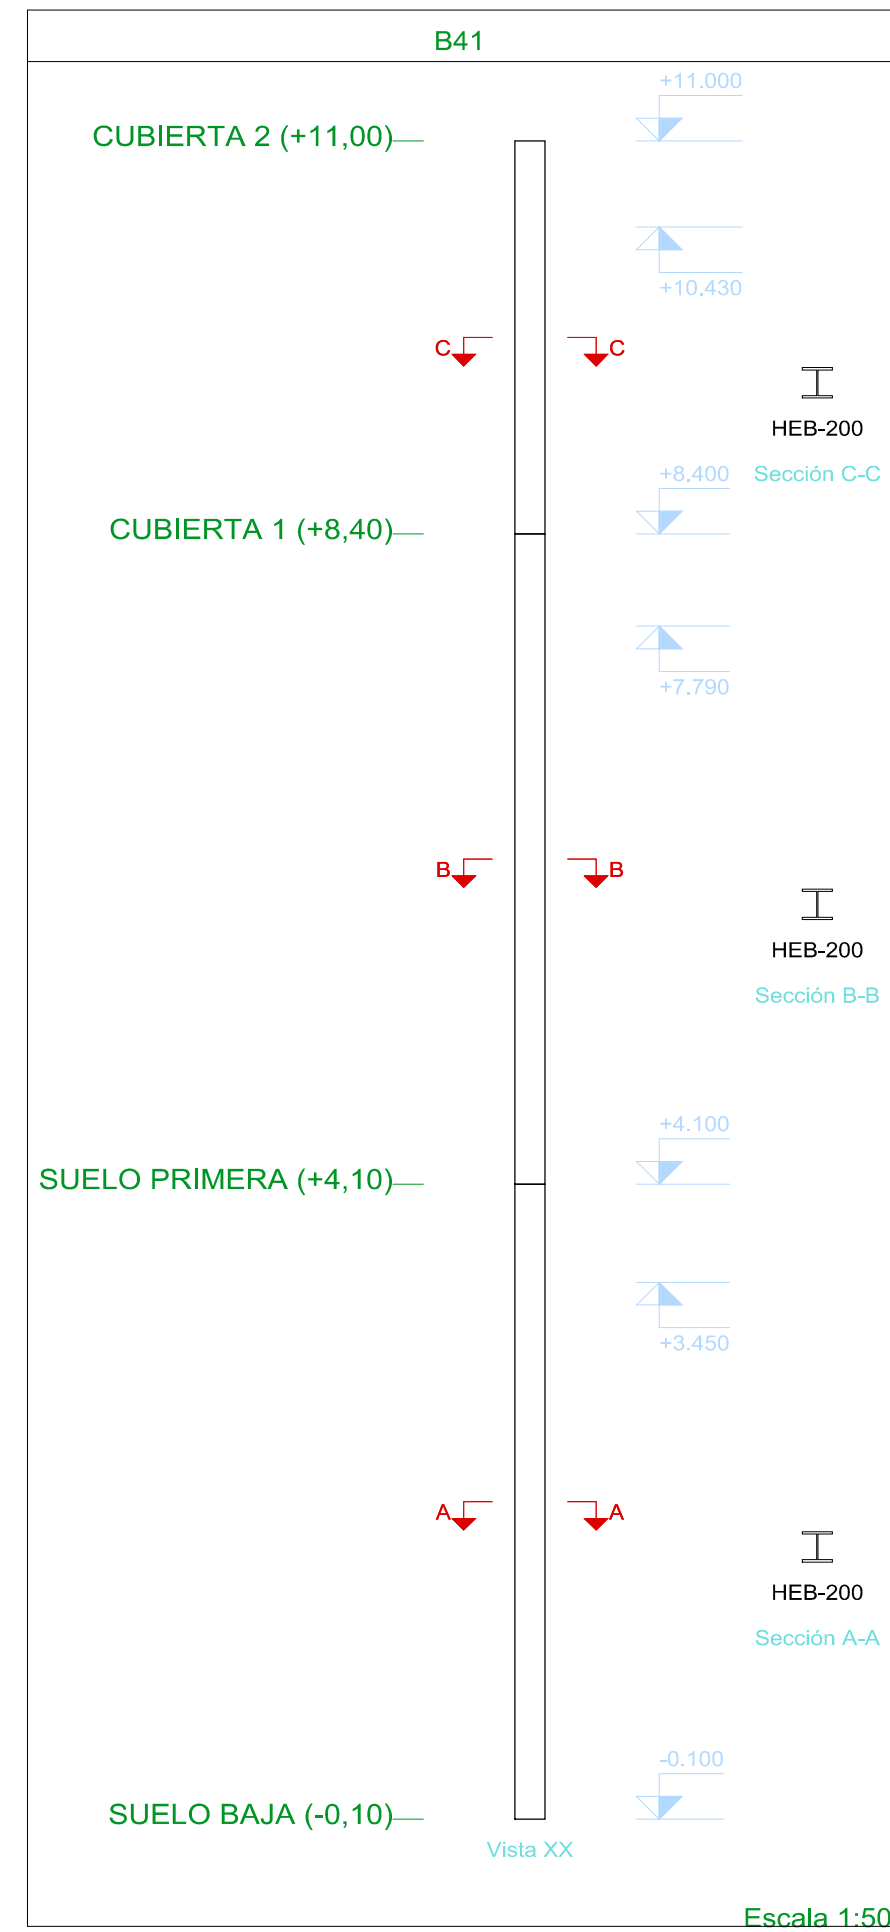 B41
+11.000
CUBIERTA 2 (+11,00)
+10.430
C C
HEB-200
+8.400 Sección C-C
CUBIERTA 1 (+8,40)
+7.790
B B
HEB-200
Sección B-B
+4.100
SUELO PRIMERA (+4,10)
+3.450
A A
HEB-200
Sección A-A
-0.100
SUELO BAJA (-0,10)
Vista XX
Escala 1:50